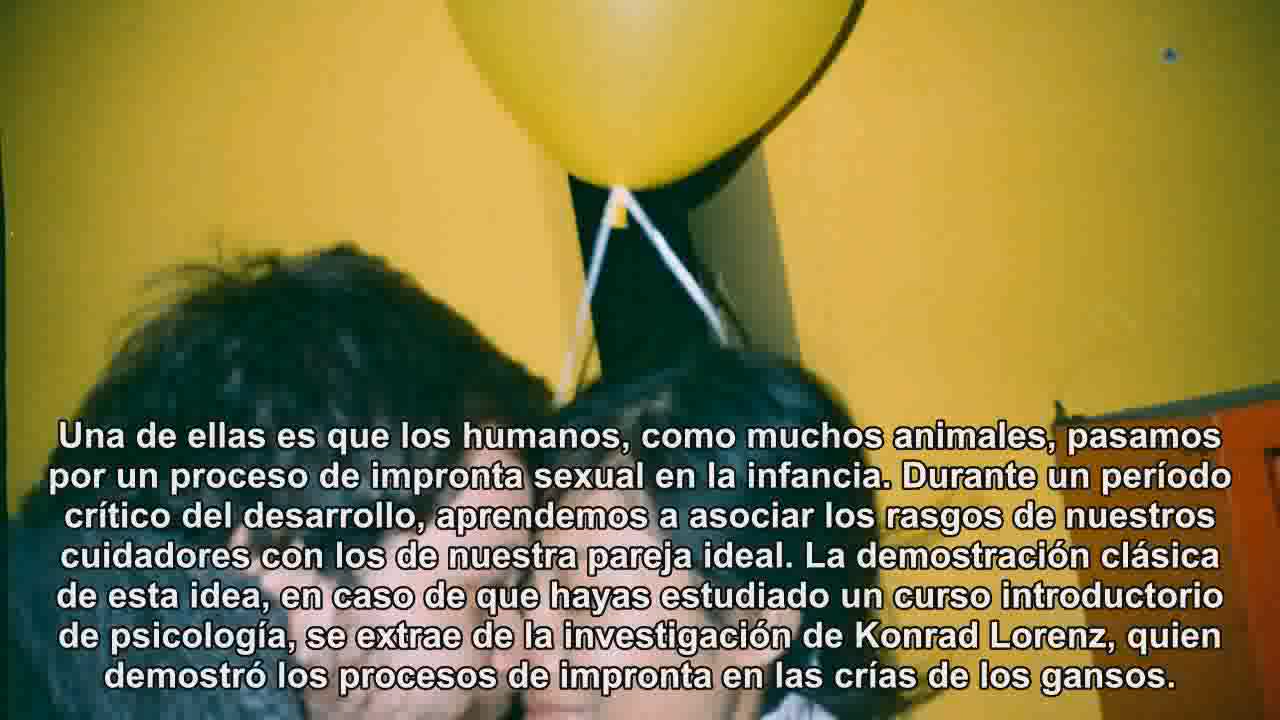 Una de ellas es que los humanos, como muchos animales, pasamos
por un proceso de impronta sexual en la infancia. Durante un período
crítico del desarrollo, aprendemos a asociar los rasgos de nuestros
cuidadores con los de nuestra pareja ideal. La demostración clásica
de esta idea, en caso de que hayas estudiado un curso introductorio
de psicología, se extrae de la investigación de Konrad Lorenz, quien
demostró los procesos de impronta en las crías de los gansos.